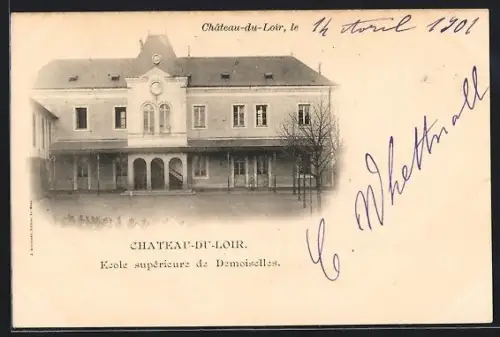 Château-du-Loir, le 14 Avril 1901
C. Whettnall
CHATEAU-DU-LOIR.
Ecole supérieure de Demoiselles.